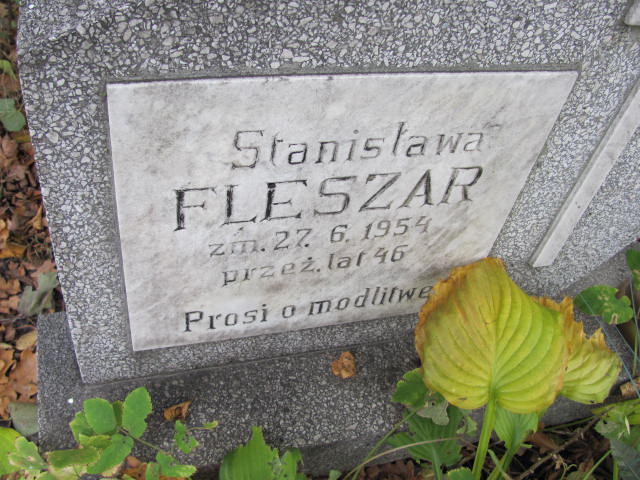 Stanisława
FLESZAR
zm. 27. 6. 1954
przeż. lat 46
Prosi o modlitwę